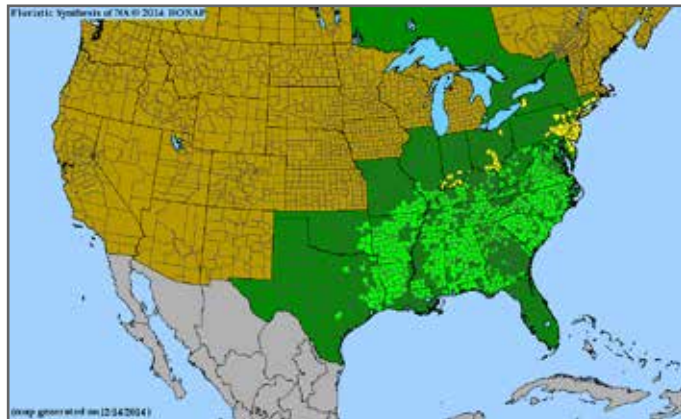 Floristic Synthesis of NA © 2014 BONAP
(map generated on 12/14/2014)